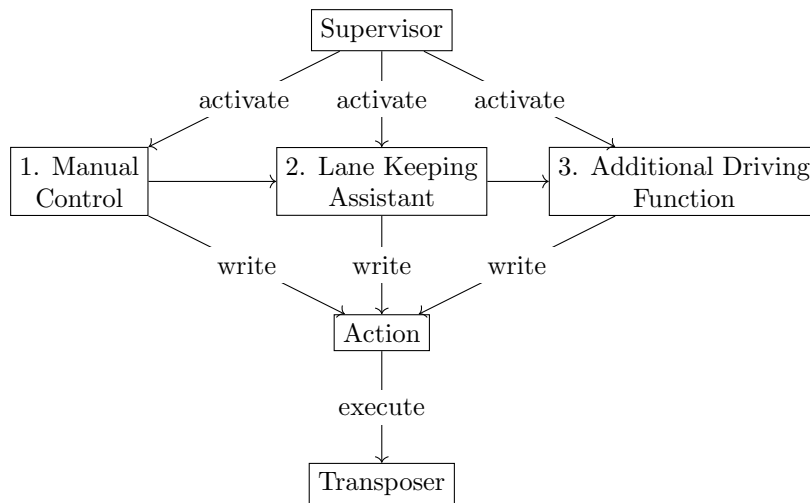 Supervisor
activate
activate
activate
1. Manual
Control
2. Lane Keeping
Assistant
3. Additional Driving
Function
write
write
write
Action
execute
Transposer